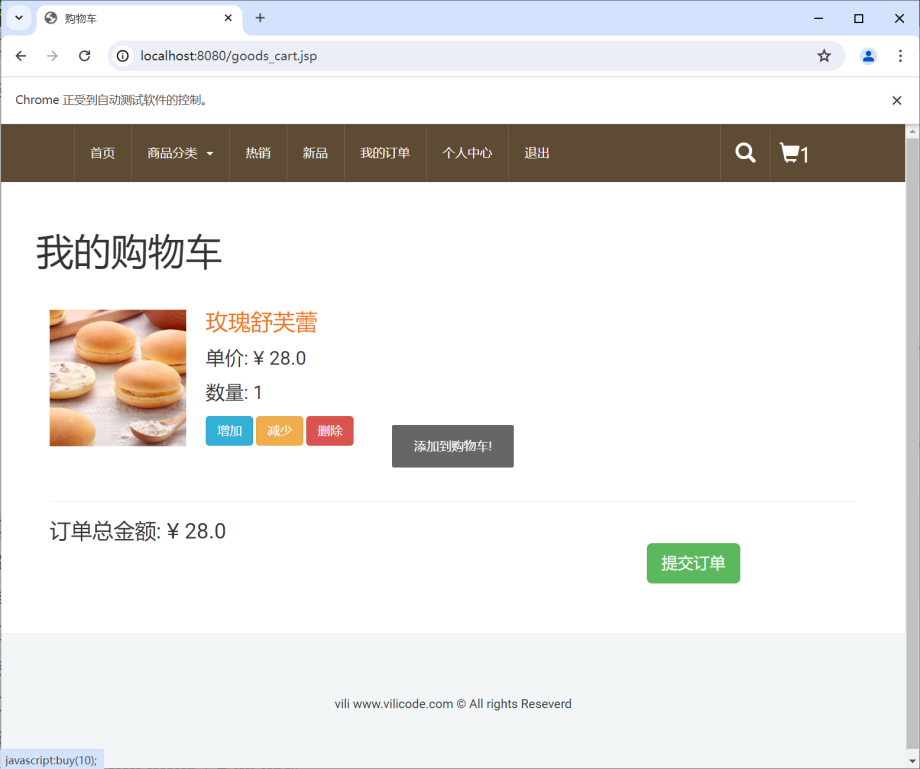 购物车
localhost:8080/goods_cart.jsp
Chrome 正受到自动测试软件的控制。
首页 商品分类 热销 新品 我的订单 个人中心 退出 1
我的购物车
玫瑰舒芙蕾
单价: ¥ 28.0
数量: 1
增加 减少 删除
添加到购物车!
订单总金额: ¥ 28.0
提交订单
vili www.vilicode.com © All rights Reseverd
javascript:buy(10);